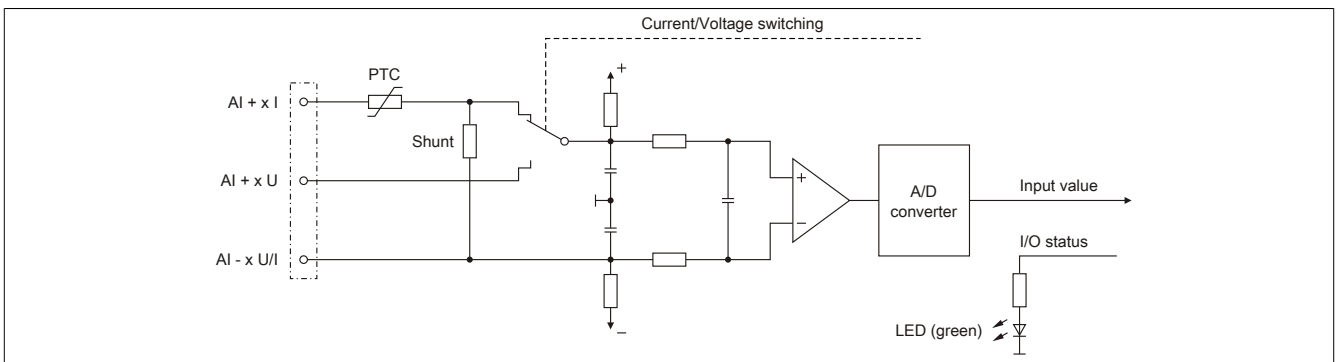 Current/Voltage switching
PTC
+
AI + x I
Shunt
AI + x U
+
A/D
converter
Input value
−
AI - x U/I
I/O status
LED (green)
−